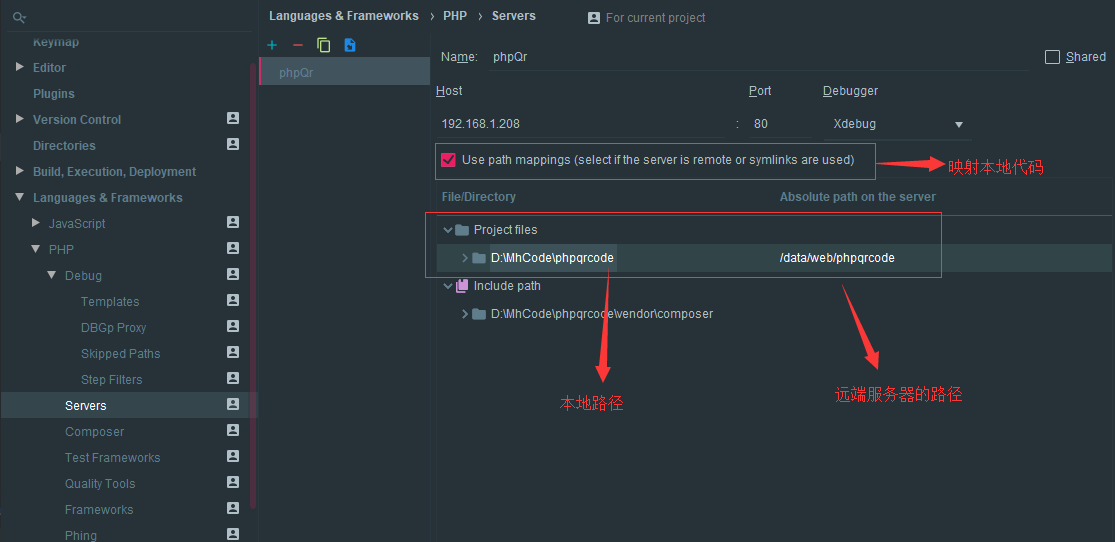 Languages & Frameworks › PHP › Servers For current project
Keymap
Editor
Plugins
Version Control
Directories
Build, Execution, Deployment
Languages & Frameworks
JavaScript
PHP
Debug
Templates
DBGp Proxy
Skipped Paths
Step Filters
Servers
Composer
Test Frameworks
Quality Tools
Frameworks
Phing
phpQr
Name: phpQr Shared
Host Port Debugger
192.168.1.208 : 80 Xdebug
Use path mappings (select if the server is remote or symlinks are used)
映射本地代码
File/Directory Absolute path on the server
Project files
D:\MhCode\phpqrcode /data/web/phpqrcode
Include path
D:\MhCode\phpqrcode\vendor\composer
本地路径
远端服务器的路径